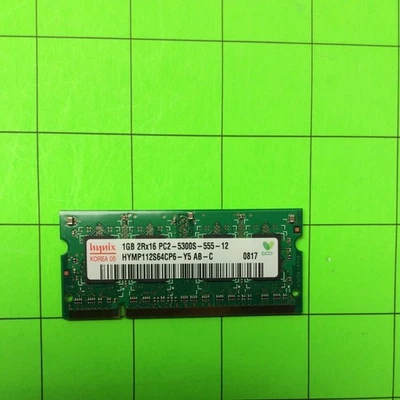 hynix 1GB 2Rx16 PC2-5300S-555-12
KOREA 05 HYMP112S64CP6-Y5 AB-C 0817